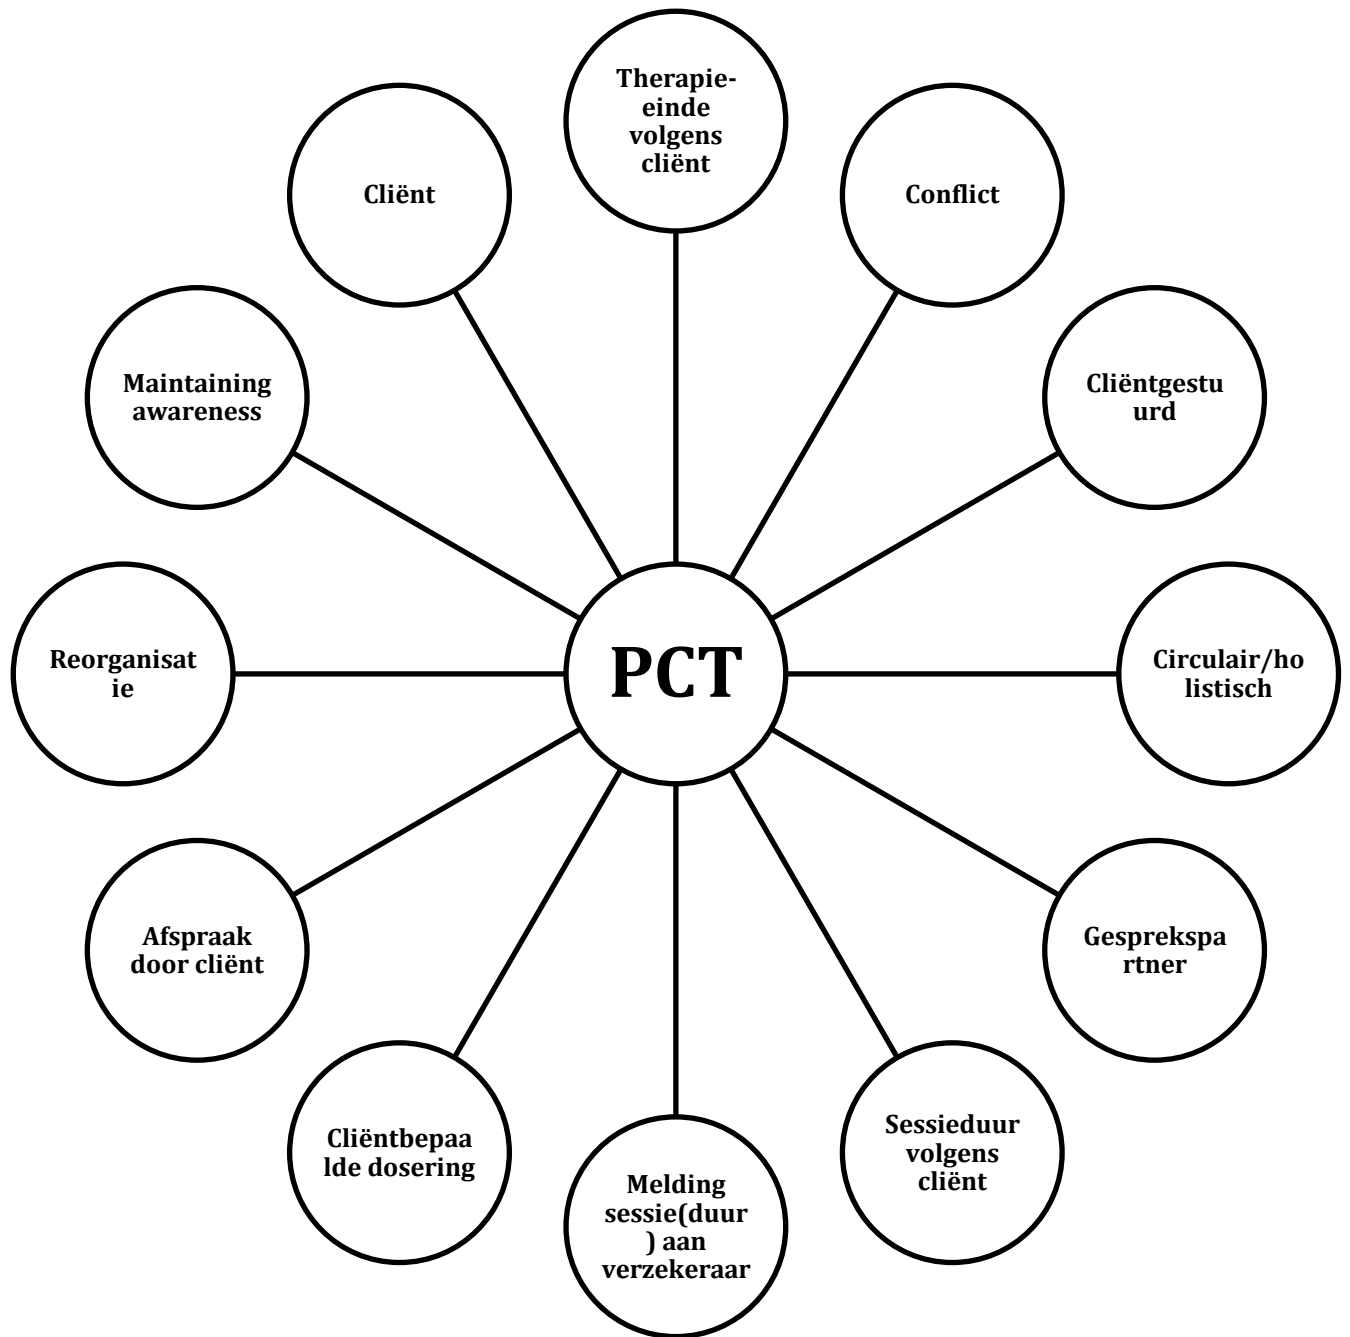 Therapie-
einde
volgens
cliënt
Cliënt
Conflict
Maintaining
awareness
Cliëntgestu
urd
Reorganisat
ie
PCT
Circulair/ho
listisch
Afspraak
door cliënt
Gesprekspa
rtner
Cliëntbepaa
lde dosering
Sessieduur
volgens
cliënt
Melding
sessie(duur
) aan
verzekeraar